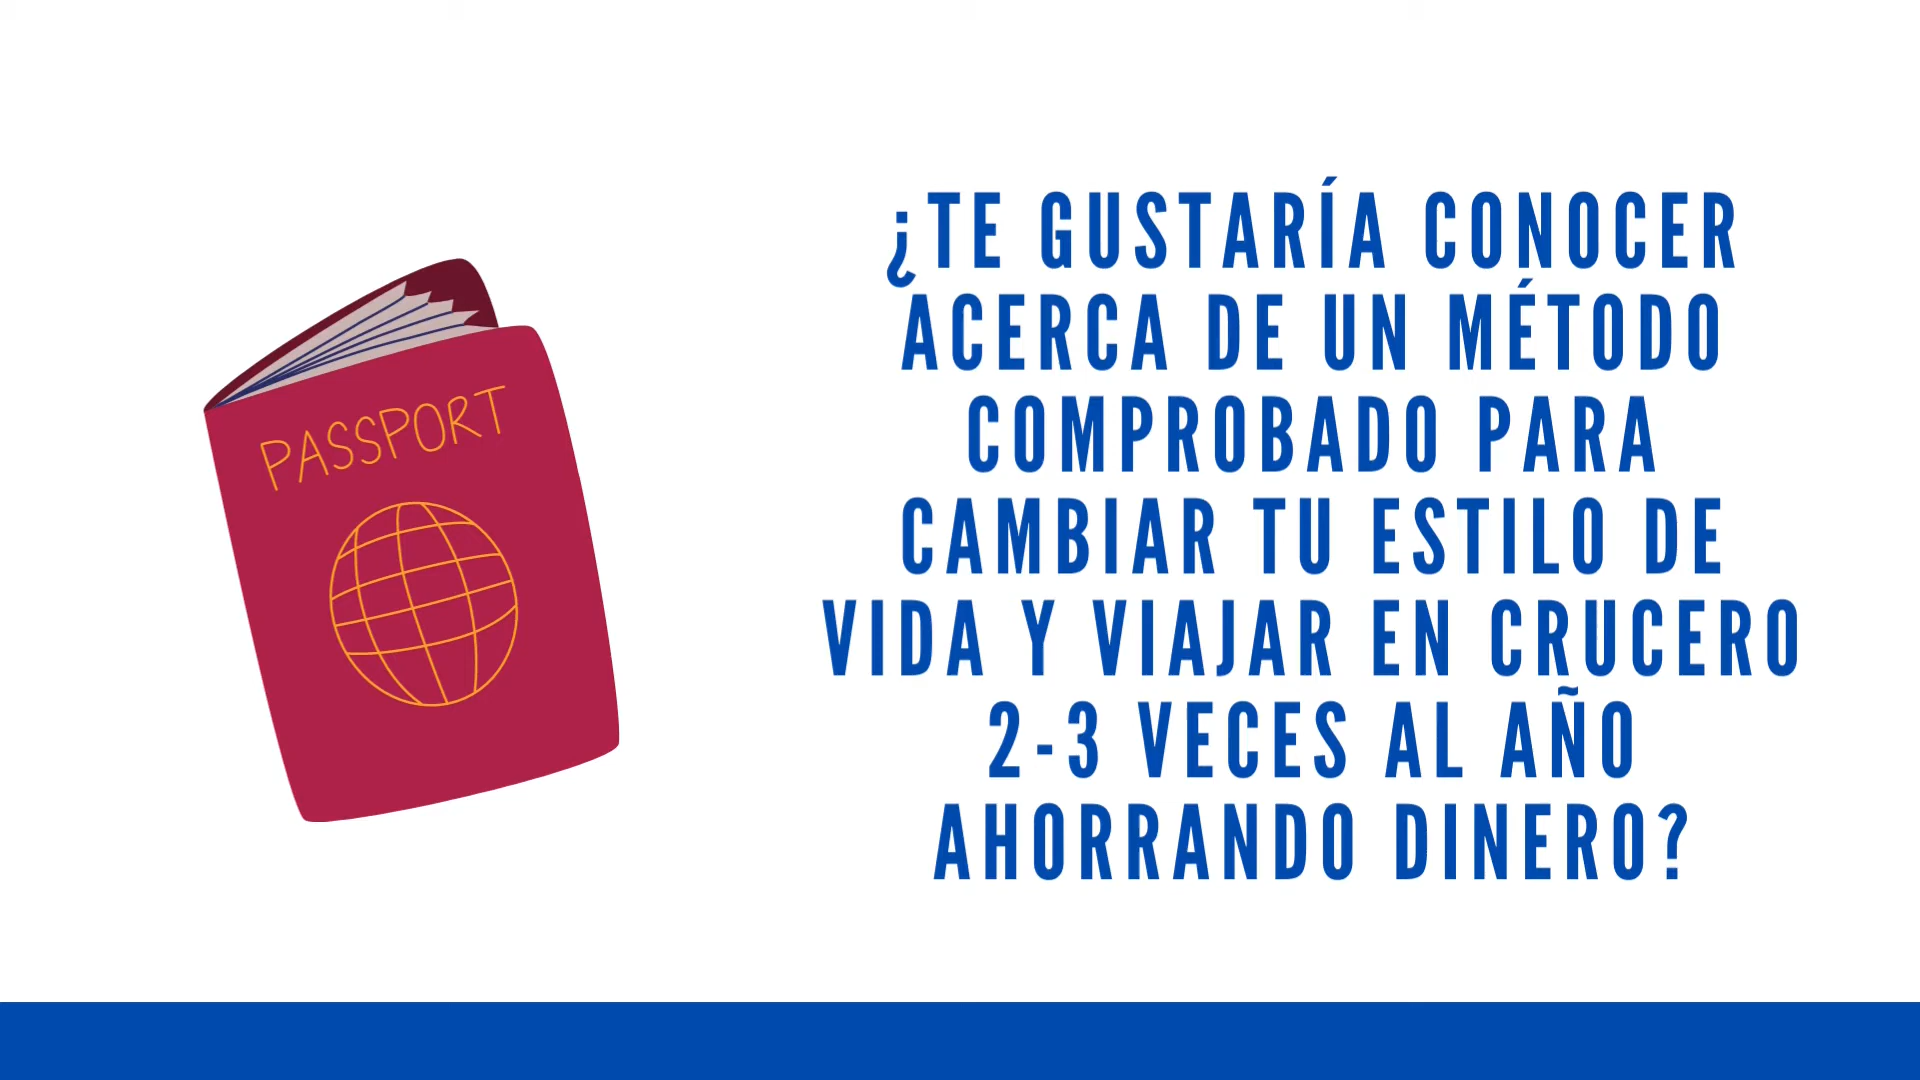 PASSPORT
¿TE GUSTARÍA CONOCER
ACERCA DE UN MÉTODO
COMPROBADO PARA
CAMBIAR TU ESTILO DE
VIDA Y VIAJAR EN CRUCERO
2-3 VECES AL AÑO
AHORRANDO DINERO?